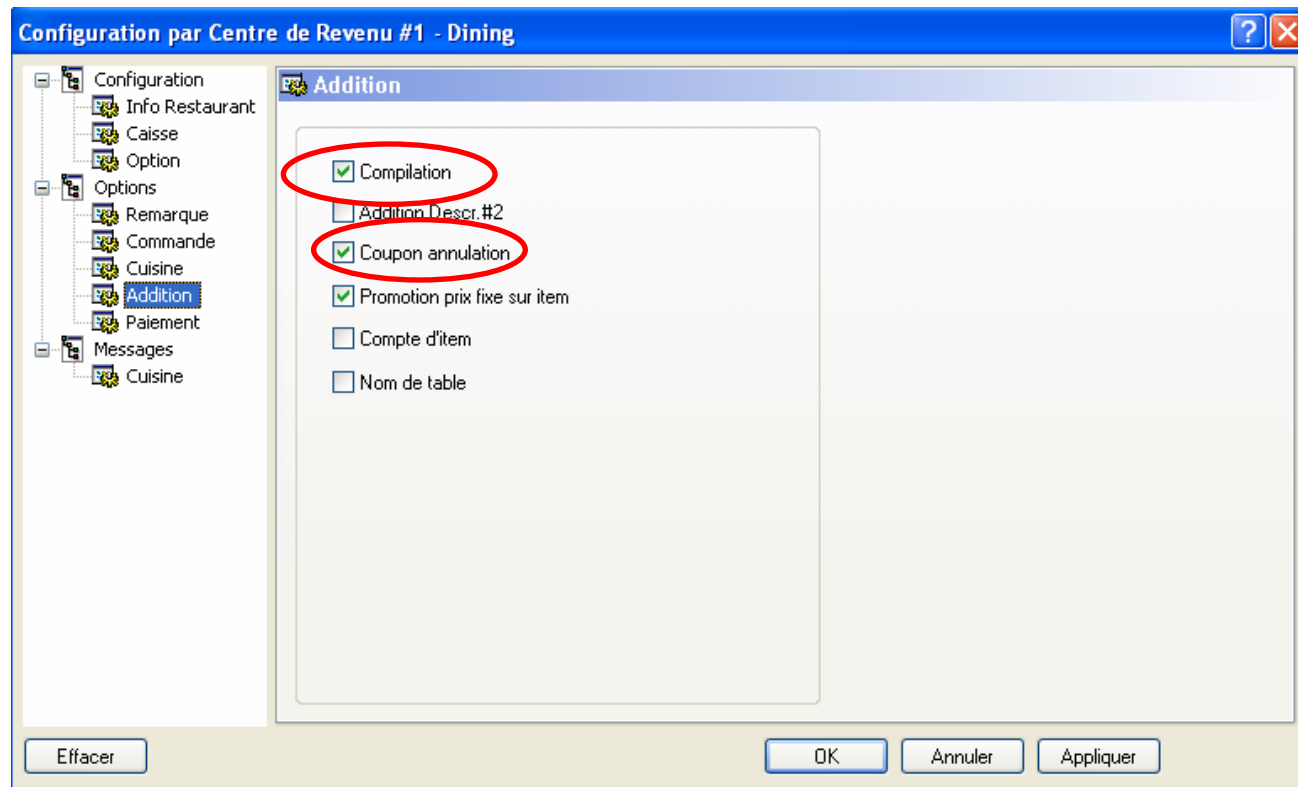 Configuration par Centre de Revenu #1 - Dining
Configuration
Info Restaurant
Caisse
Option
Options
Remarque
Commande
Cuisine
Addition
Paiement
Messages
Cuisine
Addition
Compilation
Addition Descr.#2
Coupon annulation
Promotion prix fixe sur item
Compte d'item
Nom de table
Effacer
OK
Annuler
Appliquer